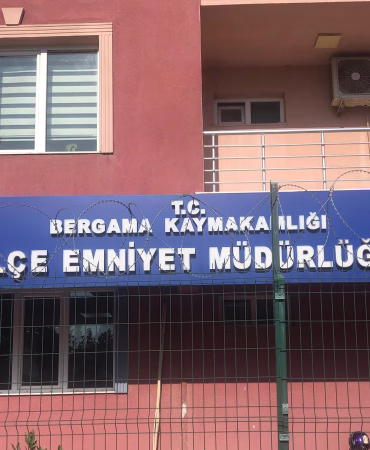 T.C.
BERGAMA KAYMAKAMLIĞI
LÇE EMNİYET MÜDÜRLÜĞ